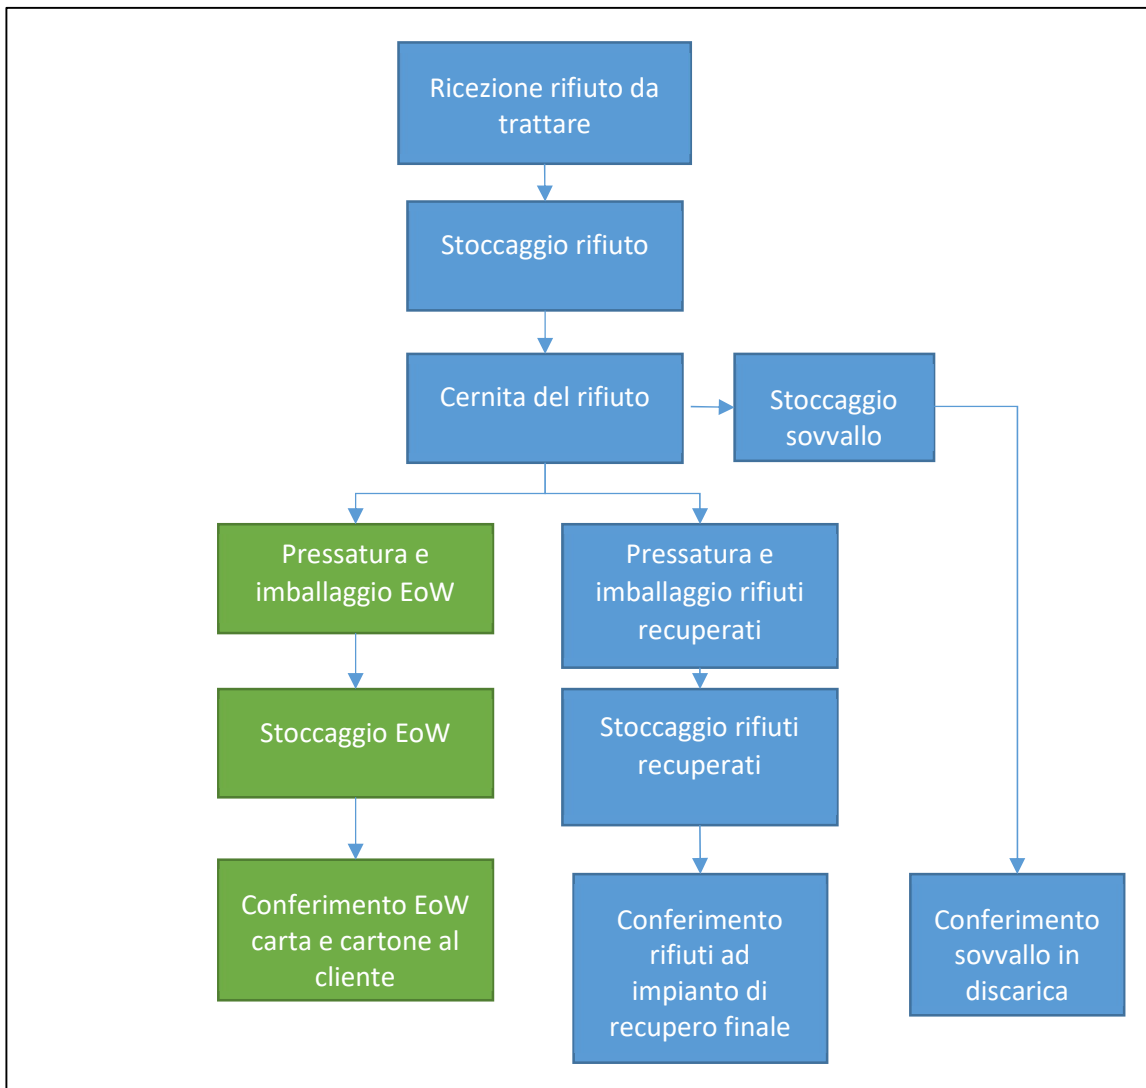 Ricezione rifiuto da
trattare
Stoccaggio rifiuto
Cernita del rifiuto
Stoccaggio
sovvallo
Pressatura e
imballaggio EoW
Pressatura e
imballaggio rifiuti
recuperati
Stoccaggio EoW
Stoccaggio rifiuti
recuperati
Conferimento EoW
carta e cartone al
cliente
Conferimento
rifiuti ad
impianto di
recupero finale
Conferimento
sovvallo in
discarica